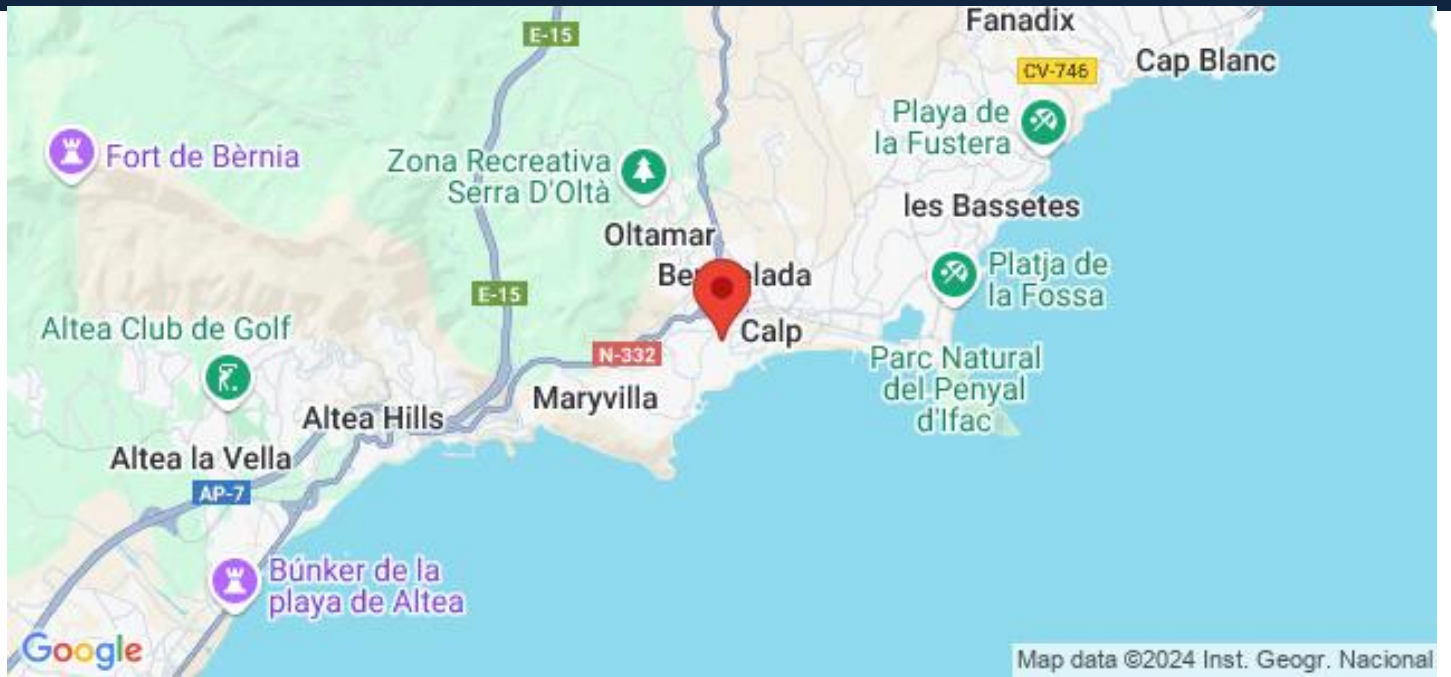 Fanadix
E-15
Cap Blanc
CV-746
Playa de
la Fustera
Fort de Bèrnia
Zona Recreativa
Serra D'Oltà
les Bassetes
Oltamar
Platja de
la Fossa
E-15
Altea Club de Golf
Calp
N-332
Parc Natural
del Penyal
d'Ifac
Maryvilla
Altea Hills
Altea la Vella
AP-7
Búnker de la
playa de Altea
Google
Map data ©2024 Inst. Geogr. Nacional